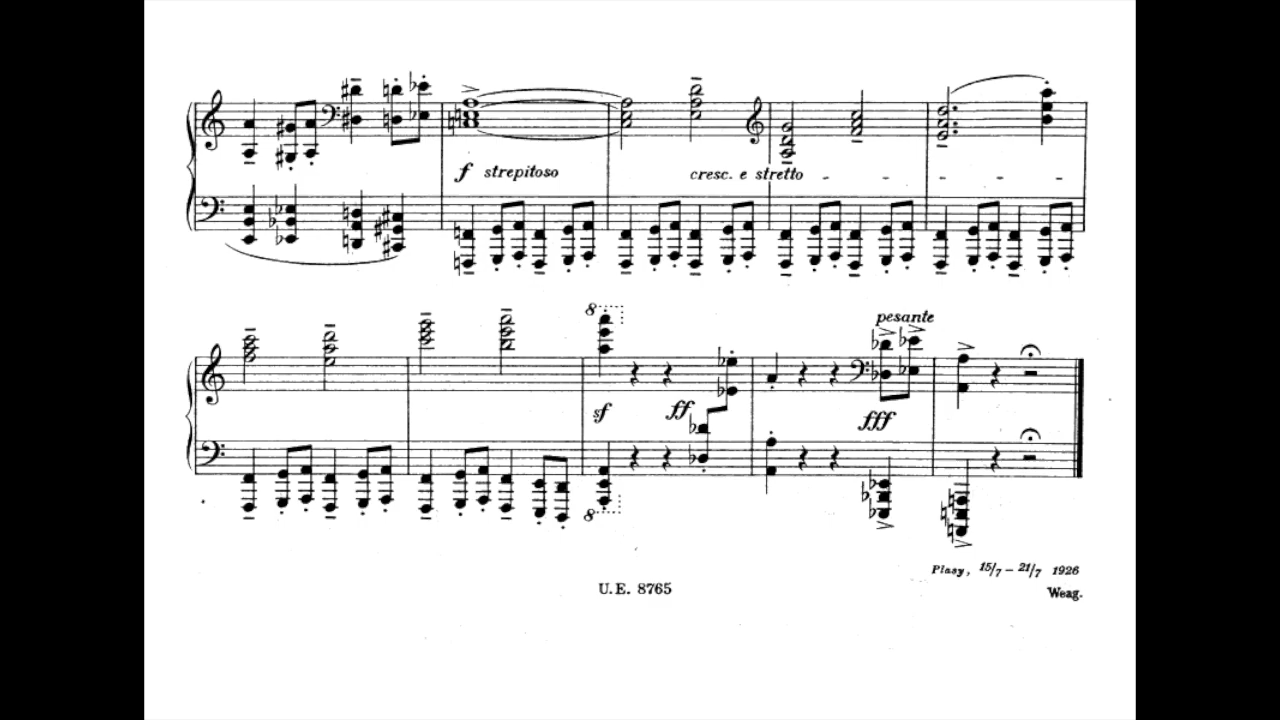 f strepitoso
cresc. e stretto
8
pesante
sf
ff
fff
8
Plasy, 15/7 – 21/7 1926
U.E. 8765
Weag.